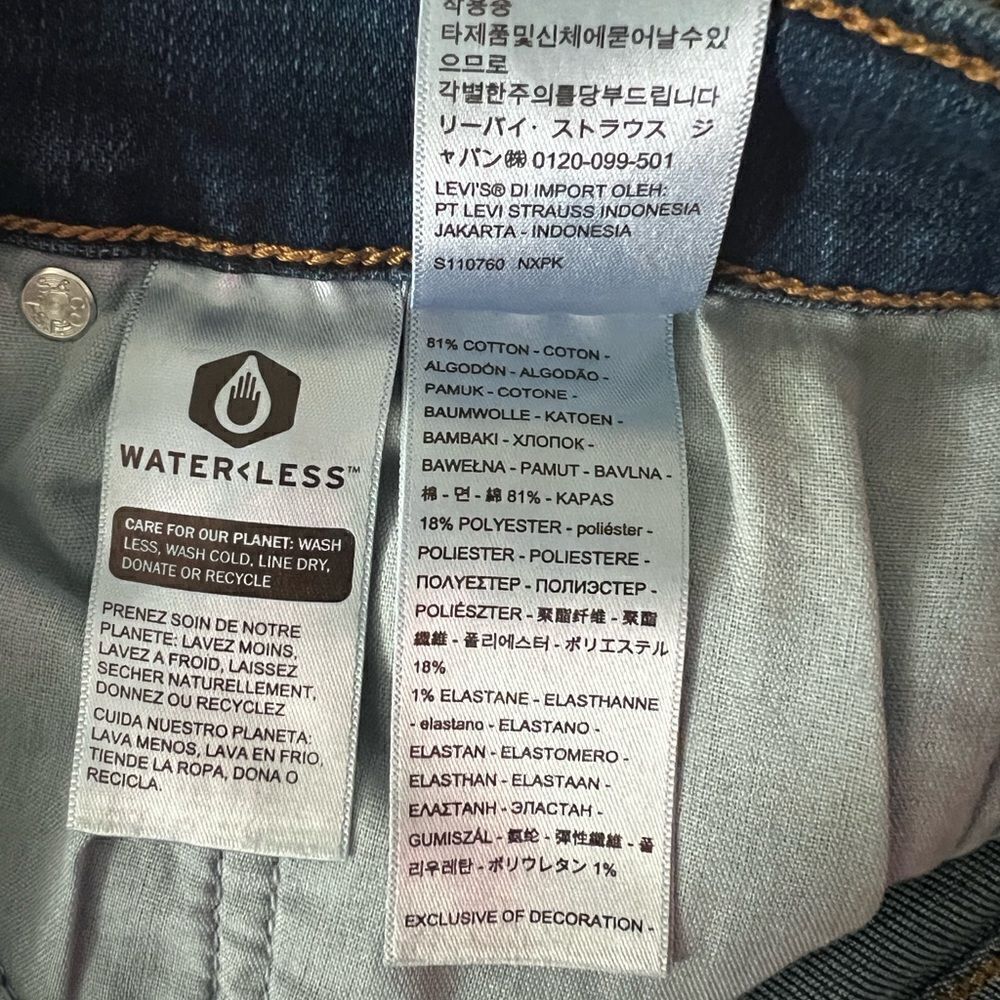 착용중
타제품및신체에묻어날수있
으므로
각별한주의를당부드립니다
リーバイ・ストラウス ジ
ャパン㈱ 0120-099-501
LEVI'S® DI IMPORT OLEH:
PT LEVI STRAUSS INDONESIA
JAKARTA - INDONESIA
S110760 NXPK
WATER<LESS™
CARE FOR OUR PLANET: WASH
LESS, WASH COLD, LINE DRY,
DONATE OR RECYCLE
PRENEZ SOIN DE NOTRE
PLANETE: LAVEZ MOINS,
LAVEZ A FROID, LAISSEZ
SECHER NATURELLEMENT,
DONNEZ OU RECYCLEZ
CUIDA NUESTRO PLANETA.
LAVA MENOS, LAVA EN FRIO,
TIENDE LA ROPA, DONA O
RECICLA.
81% COTTON - COTON -
ALGODÓN - ALGODÃO -
PAMUK - COTONE -
BAUMWOLLE - KATOEN -
BAMBAKI - ХЛОПОК -
BAWEŁNA - PAMUT - BAVLNA -
棉 - 면 - 綿 81% - KAPAS
18% POLYESTER - poliéster -
POLIESTER - POLIESTERE -
ΠΟΛΥΕΣΤΕΡ - ПОЛИЭСТЕР -
POLIÉSZTER - 聚酯纤维 - 聚酯
纖維 - 폴리에스터 - ポリエステル
18%
1% ELASTANE - ELASTHANNE
- elastano - ELASTANO -
ELASTAN - ELASTOMERO -
ELASTHAN - ELASTAAN -
ΕΛΑΣΤΑΝΗ - ЭЛАСТАН -
GUMISZÁL - 氨纶 - 彈性纖維 - 폴
리우레탄 - ポリウレタン 1%
EXCLUSIVE OF DECORATION -